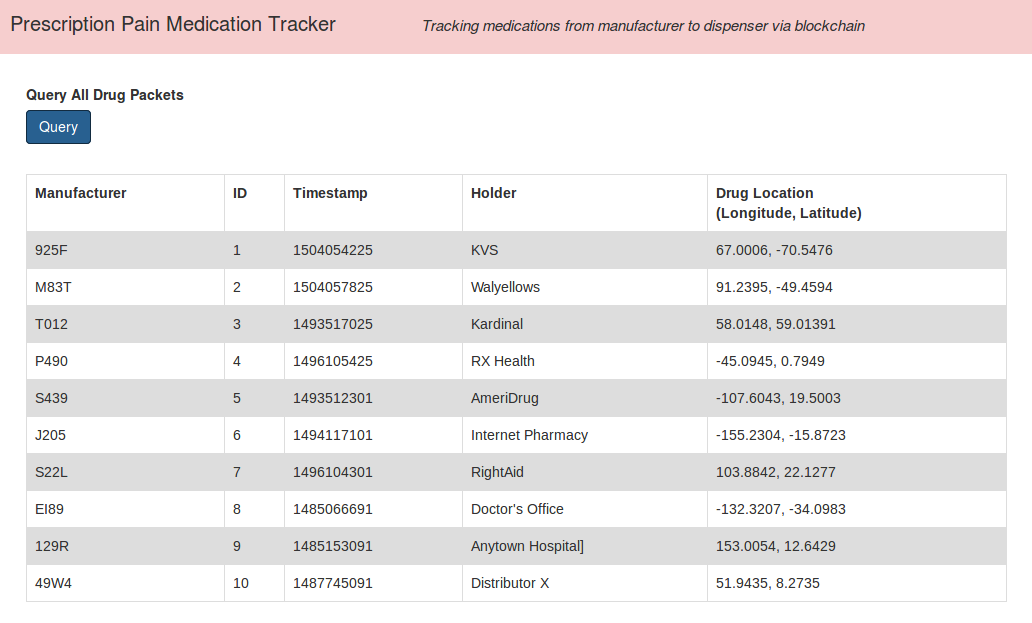 Prescription Pain Medication Tracker Tracking medications from manufacturer to dispenser via blockchain
Query All Drug Packets
Query
Manufacturer ID Timestamp Holder Drug Location
(Longitude, Latitude)
925F 1 1504054225 KVS 67.0006, -70.5476
M83T 2 1504057825 Walyellows 91.2395, -49.4594
T012 3 1493517025 Kardinal 58.0148, 59.01391
P490 4 1496105425 RX Health -45.0945, 0.7949
S439 5 1493512301 AmeriDrug -107.6043, 19.5003
J205 6 1494117101 Internet Pharmacy -155.2304, -15.8723
S22L 7 1496104301 RightAid 103.8842, 22.1277
EI89 8 1485066691 Doctor's Office -132.3207, -34.0983
129R 9 1485153091 Anytown Hospital] 153.0054, 12.6429
49W4 10 1487745091 Distributor X 51.9435, 8.2735